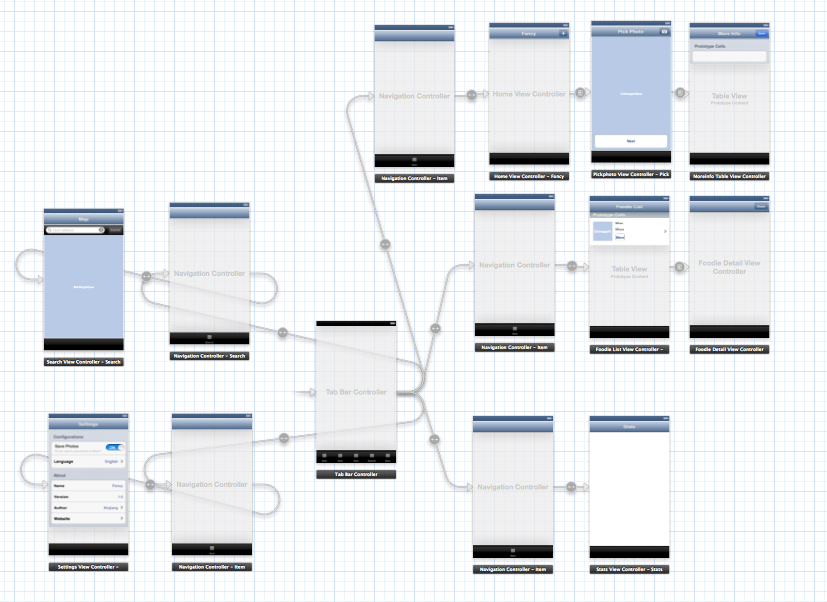 Navigation Controller
Navigation Controller - Item
Fancy
+
Home View Controller
Home View Controller - Fancy
Pick Photo
Next
Pickphoto View Controller - Pick
More Info
Prototype Cells
Table View
Prototype Content
Moreinfo Table View Controller
Map
Search View Controller - Search
Navigation Controller
Navigation Controller - Search
Tab Bar Controller
Tab Bar Controller
Navigation Controller
Navigation Controller - Item
Prototype Cells
Table View
Prototype Content
Foodie List View Controller -
Foodie Detail View
Controller
Foodie Detail View Controller
Settings
Configurations
Save Photos
Language English
About
Name Fancy
Version 1.0
Author
Website
Settings View Controller -
Navigation Controller
Navigation Controller - Item
Navigation Controller
Navigation Controller - Item
Stats
Stats View Controller - Stats